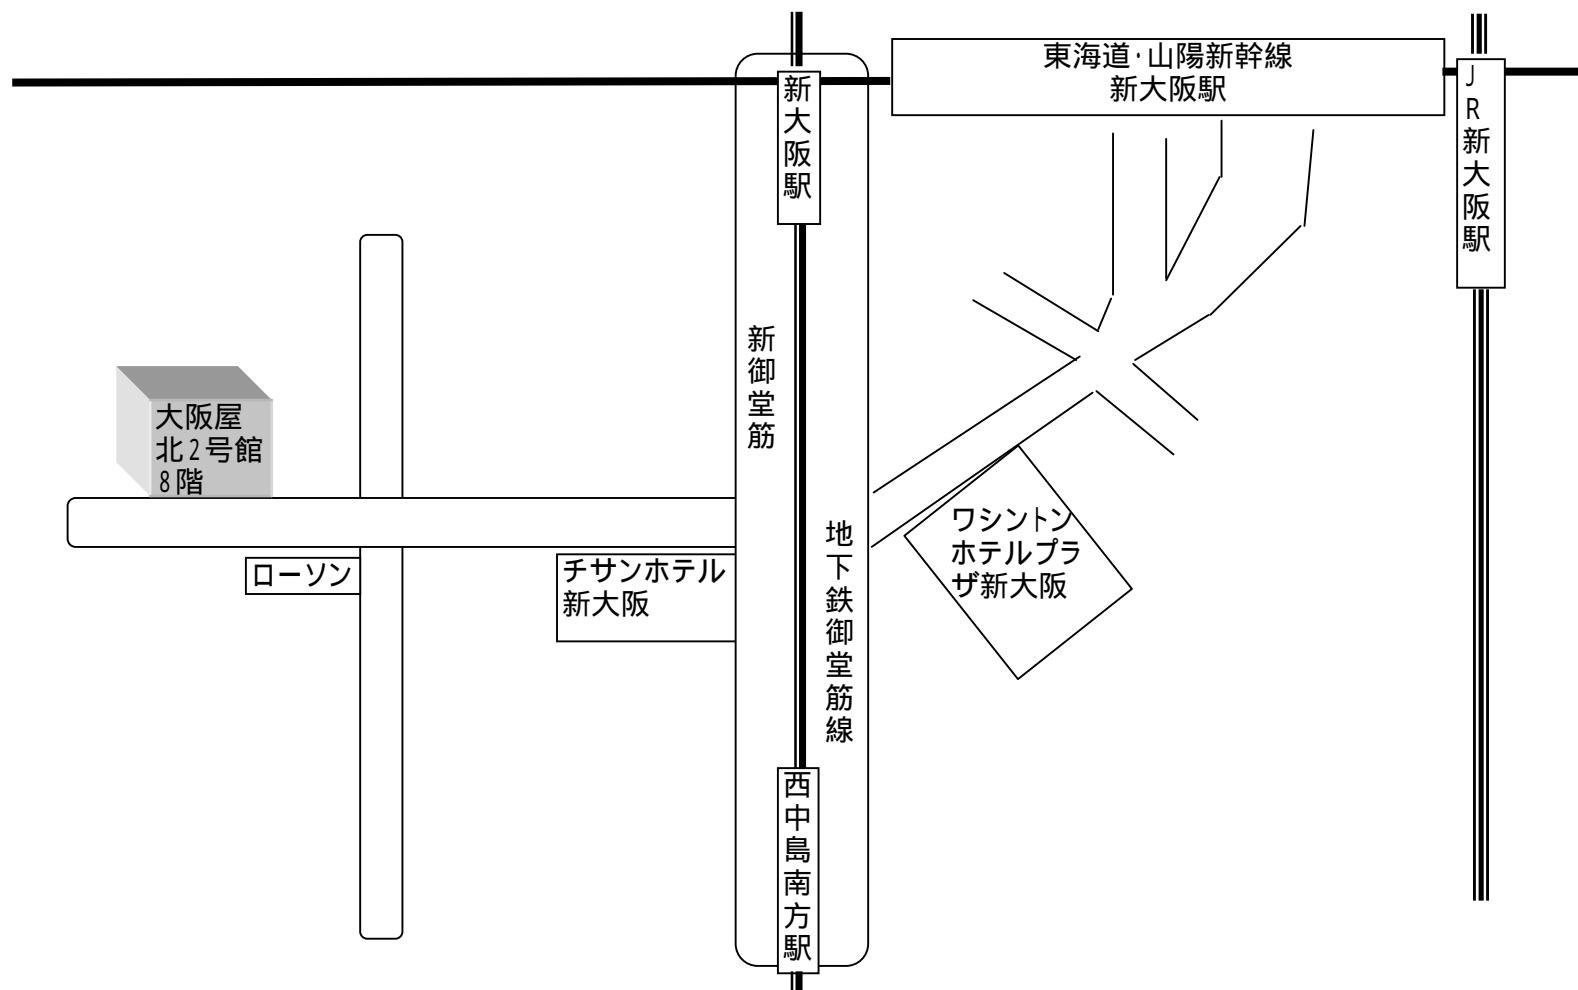 東海道・山陽新幹線
新大阪駅
新大阪駅
JR新大阪駅
新御堂筋
大阪屋
北2号館
8階
地下鉄御堂筋線
ワシントン
ホテルプラ
ザ新大阪
ローソン
チサンホテル
新大阪
西中島南方駅